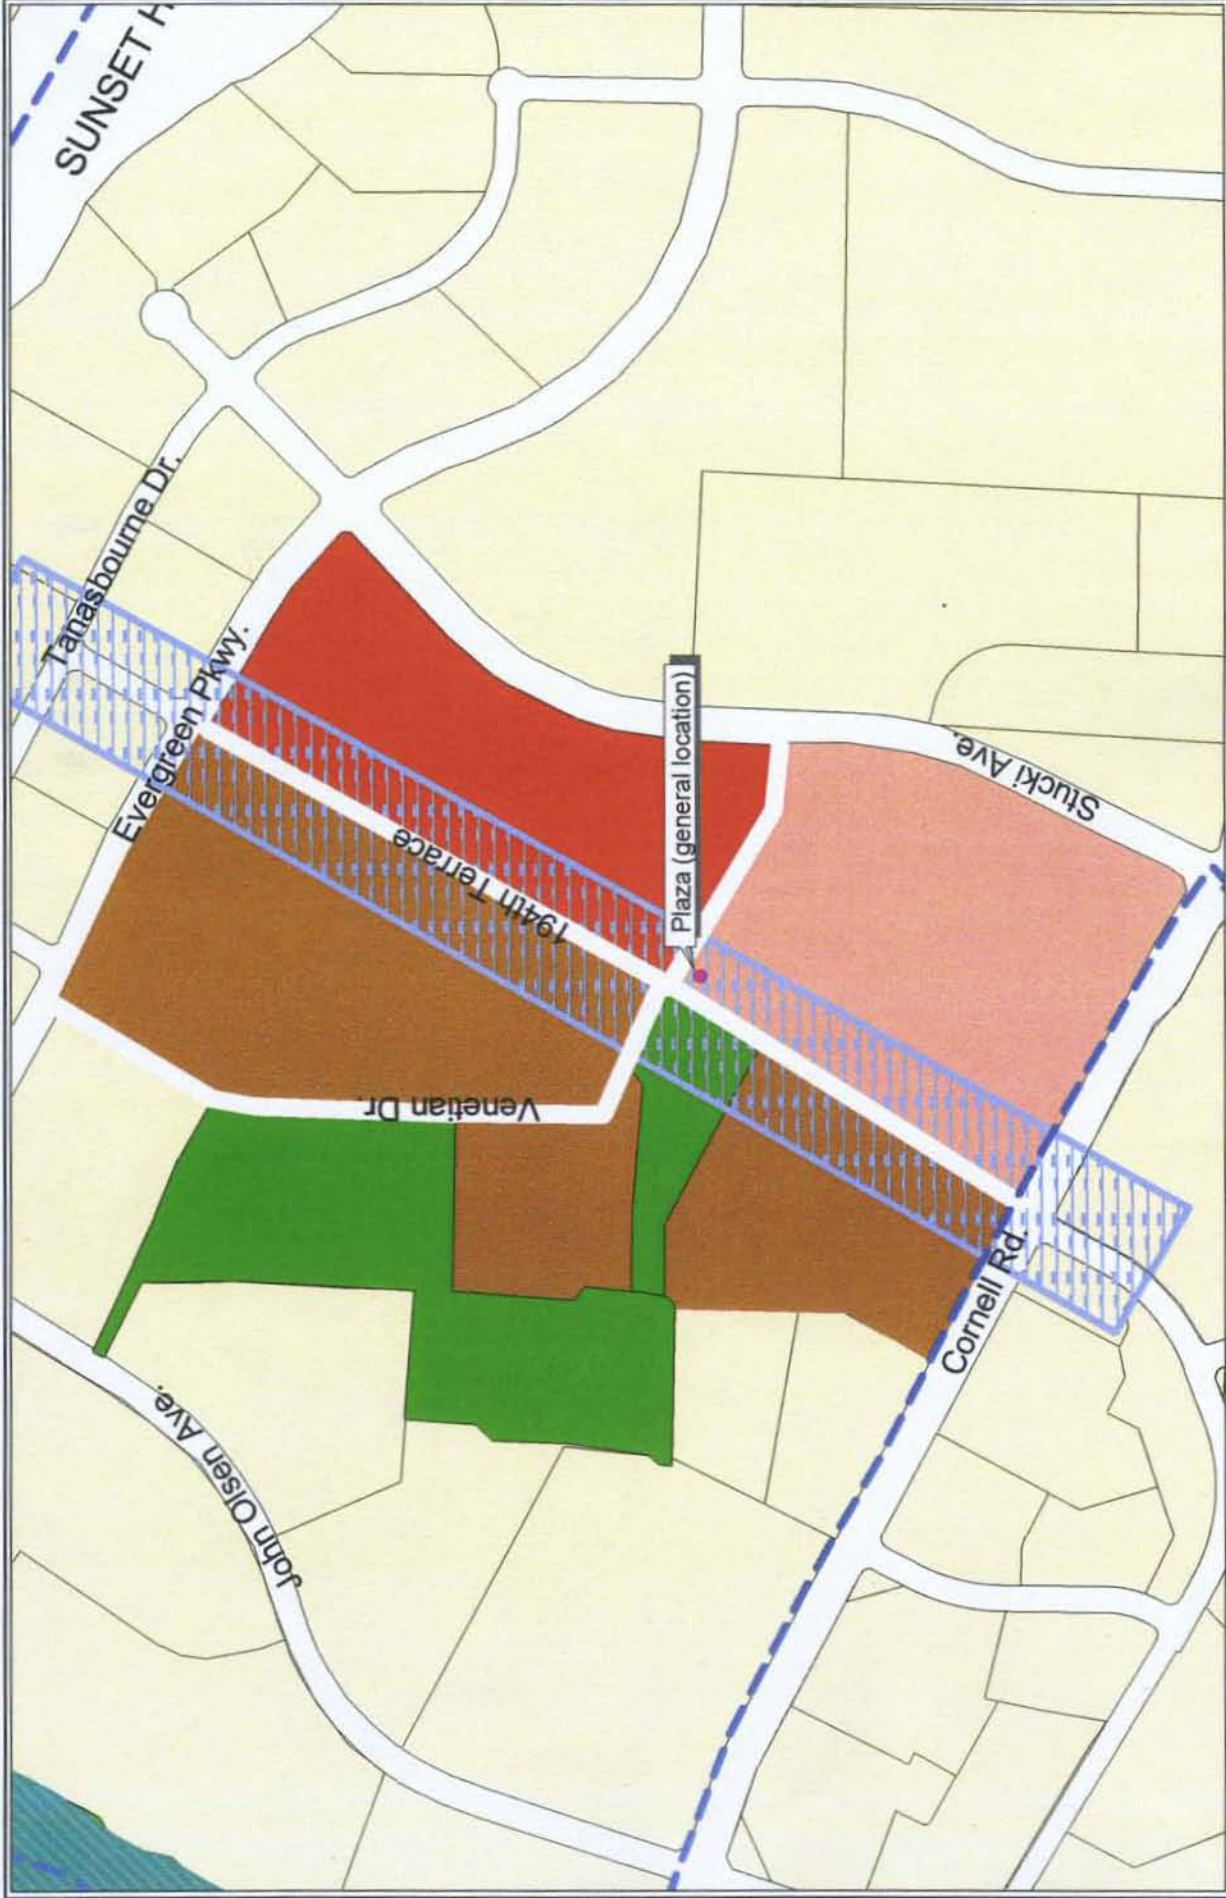 SUNSET H
Tanasbourne Dr.
Evergreen Pkwy.
194th Terrace
Plaza (general location)
Stucki Ave.
Venetian Dr.
Cornell Rd.
John Olsen Ave.